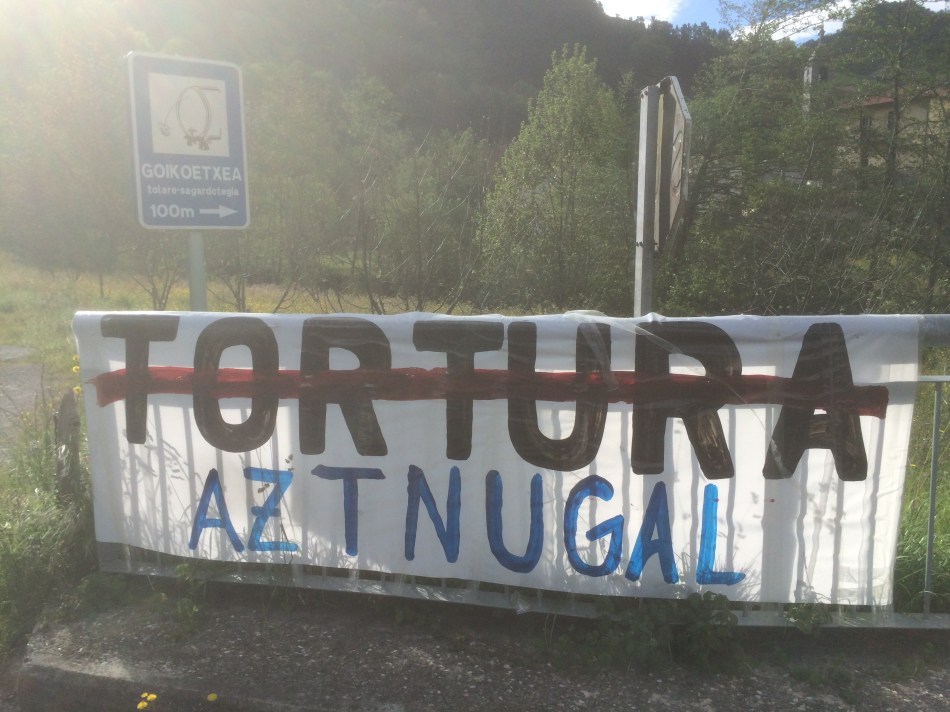 GOIKOETXEA
tolare-sagardotegia
100m →
TORTURA
AZTNUGAL